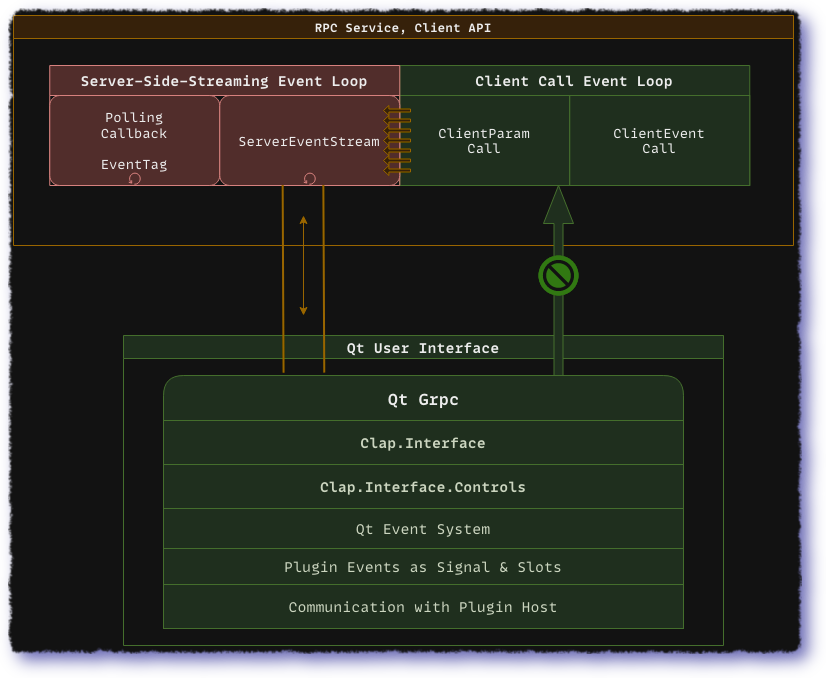 RPC Service, Client API
Server-Side-Streaming Event Loop
Client Call Event Loop
Polling
Callback
EventTag
ServerEventStream
ClientParam
Call
ClientEvent
Call
Qt User Interface
Qt Grpc
Clap.Interface
Clap.Interface.Controls
Qt Event System
Plugin Events as Signal & Slots
Communication with Plugin Host